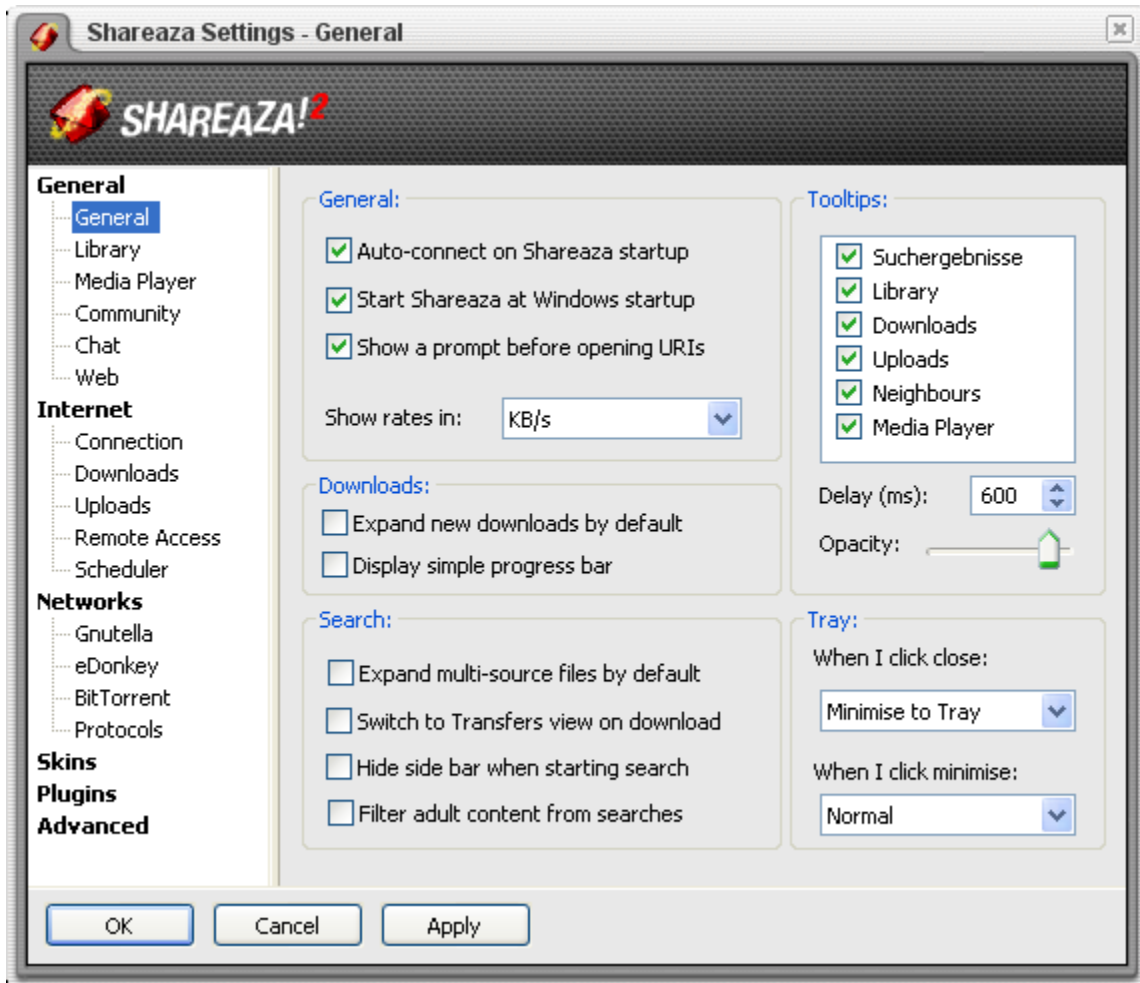 Shareaza Settings - General
SHAREAZA!2
General
General
Library
Media Player
Community
Chat
Web
Internet
Connection
Downloads
Uploads
Remote Access
Scheduler
Networks
Gnutella
eDonkey
BitTorrent
Protocols
Skins
Plugins
Advanced
General:
Auto-connect on Shareaza startup
Start Shareaza at Windows startup
Show a prompt before opening URIs
Show rates in: KB/s
Downloads:
Expand new downloads by default
Display simple progress bar
Search:
Expand multi-source files by default
Switch to Transfers view on download
Hide side bar when starting search
Filter adult content from searches
Tooltips:
Suchergebnisse
Library
Downloads
Uploads
Neighbours
Media Player
Delay (ms): 600
Opacity:
Tray:
When I click close:
Minimise to Tray
When I click minimise:
Normal
OK Cancel Apply